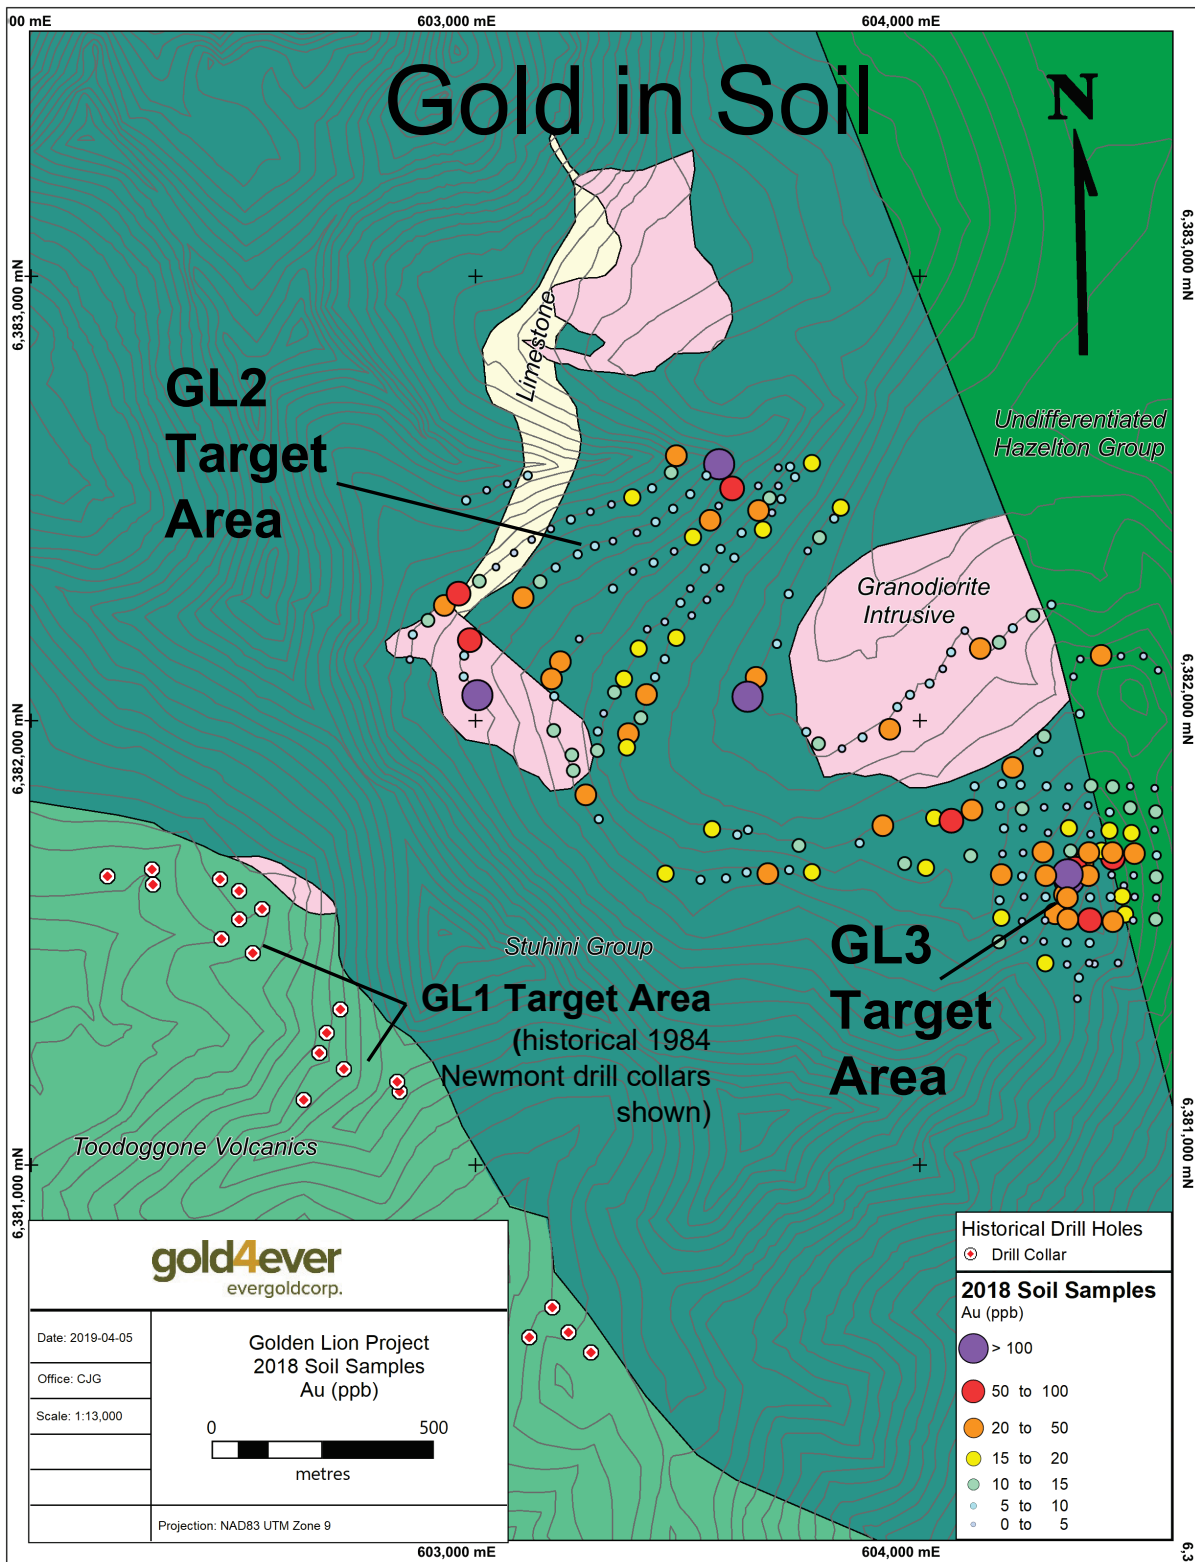 00 mE
603,000 mE
604,000 mE
Gold in Soil
N
6,383,000 mN
6,383,000 mN
Limestone
GL2
Target
Area
Undifferentiated
Hazelton Group
Granodiorite
Intrusive
6,382,000 mN
6,382,000 mN
Stuhini Group
GL1 Target Area
(historical 1984
Newmont drill collars
shown)
GL3
Target
Area
Toodoggone Volcanics
6,381,000 mN
6,381,000 mN
gold4ever
evergoldcorp.
Date: 2019-04-05
Office: CJG
Scale: 1:13,000
Golden Lion Project
2018 Soil Samples
Au (ppb)
0 500
metres
Projection: NAD83 UTM Zone 9
Historical Drill Holes
Drill Collar
2018 Soil Samples
Au (ppb)
> 100
50 to 100
20 to 50
15 to 20
10 to 15
5 to 10
0 to 5
603,000 mE
604,000 mE
6,3